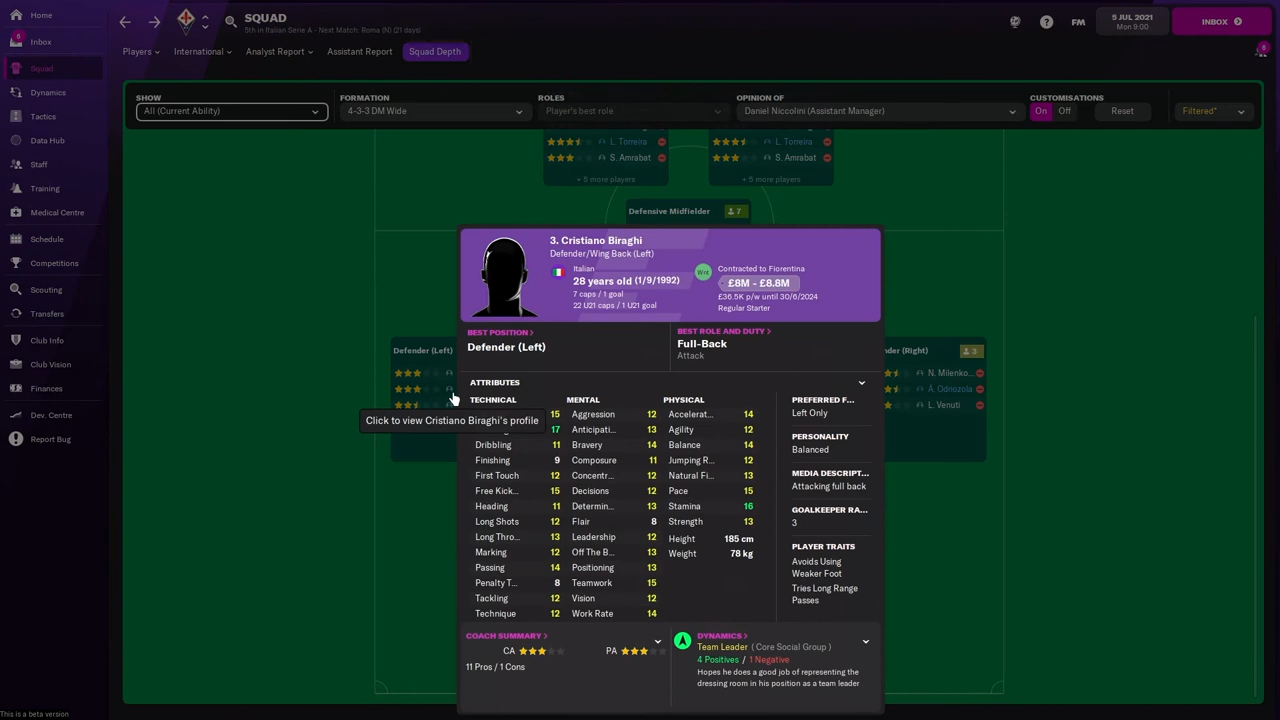 Home
5
Inbox
Squad
Dynamics
Tactics
Data Hub
Staff
Training
Medical Centre
Schedule
Competitions
Scouting
Transfers
Club Info
Club Vision
Finances
Dev. Centre
Report Bug
This is a beta version
SQUAD
5th in Italian Serie A - Next Match: Roma (N) (21 days)
? FM
5 JUL 2021
Mon 9:00
INBOX
Players International Analyst Report Assistant Report Squad Depth
6
SHOW FORMATION ROLES OPINION OF CUSTOMISATIONS
All (Current Ability) 4-3-3 DM Wide Player's best role Daniel Niccolini (Assistant Manager) On Off Reset Filtered*
L. Torreira L. Torreira
S. Amrabat S. Amrabat
+ 5 more players + 5 more players
Defensive Midfielder 7
Defender (Left)
nder (Right) 3
N. Milenko...
A. Odriozola
L. Venuti
Click to view Cristiano Biraghi's profile
3. Cristiano Biraghi
Defender/Wing Back (Left)
Italian
28 years old (1/9/1992)
7 caps / 1 goal
22 U21 caps / 1 U21 goal
Wnt
Contracted to Fiorentina
£8M - £8.8M
£36.5K p/w until 30/6/2024
Regular Starter
BEST POSITION
Defender (Left)
BEST ROLE AND DUTY
Full-Back
Attack
ATTRIBUTES
TECHNICAL MENTAL PHYSICAL
15 Aggression 12 Accelerat... 14
17 Anticipati... 13 Agility 12
Dribbling 11 Bravery 14 Balance 14
Finishing 9 Composure 11 Jumping R... 12
First Touch 12 Concentr... 12 Natural Fi... 13
Free Kick... 15 Decisions 12 Pace 15
Heading 11 Determin... 13 Stamina 16
Long Shots 12 Flair 8 Strength 13
Long Thro... 13 Leadership 12 Height 185 cm
Marking 12 Off The B... 13 Weight 78 kg
Passing 14 Positioning 13
Penalty T... 8 Teamwork 15
Tackling 12 Vision 12
Technique 12 Work Rate 14
PREFERRED F...
Left Only
PERSONALITY
Balanced
MEDIA DESCRIPT...
Attacking full back
GOALKEEPER RA...
3
PLAYER TRAITS
Avoids Using
Weaker Foot
Tries Long Range
Passes
COACH SUMMARY
CA PA
11 Pros / 1 Cons
DYNAMICS
Team Leader ( Core Social Group )
4 Positives / 1 Negative
Hopes he does a good job of representing the
dressing room in his position as a team leader